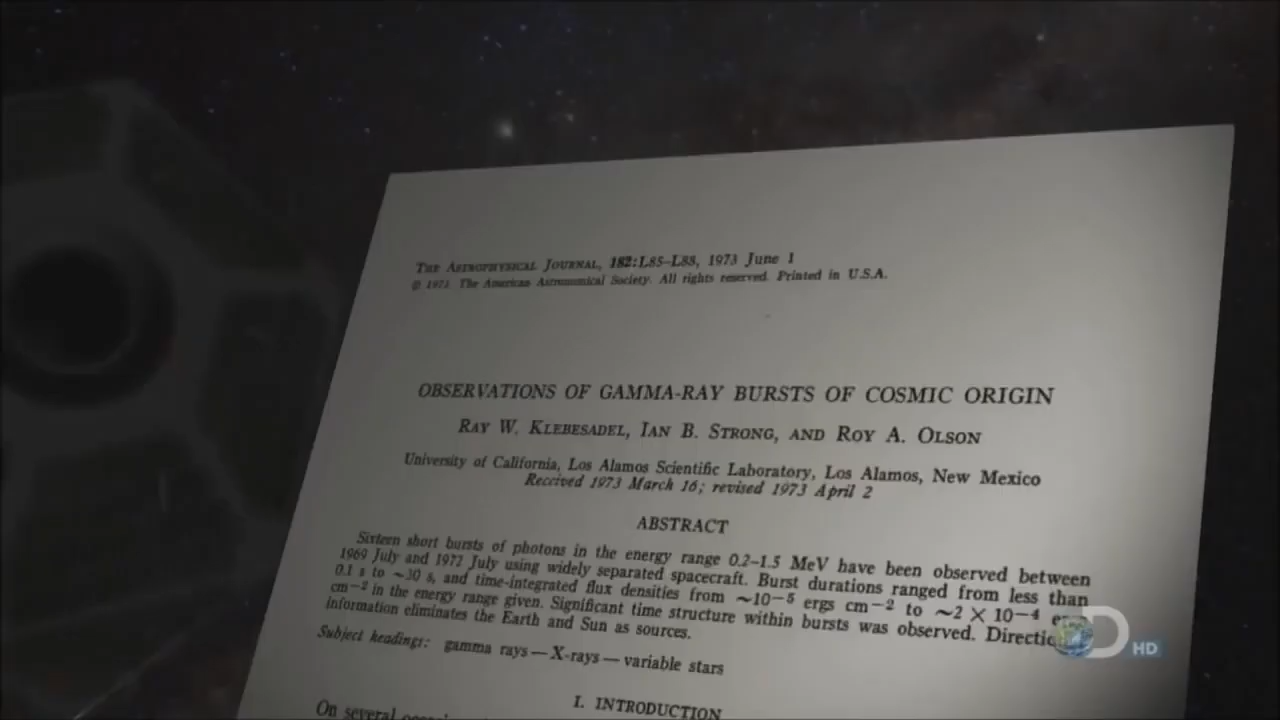 THE ASTROPHYSICAL JOURNAL, 182:L85–L88, 1973 June 1
© 1973. The American Astronomical Society. All rights reserved. Printed in U.S.A.
OBSERVATIONS OF GAMMA-RAY BURSTS OF COSMIC ORIGIN
RAY W. KLEBESADEL, IAN B. STRONG, AND ROY A. OLSON
University of California, Los Alamos Scientific Laboratory, Los Alamos, New Mexico
Received 1973 March 16; revised 1973 April 2
ABSTRACT
Sixteen short bursts of photons in the energy range 0.2–1.5 MeV have been observed between
1969 July and 1972 July using widely separated spacecraft. Burst durations ranged from less than
0.1 s to ~30 s, and time-integrated flux densities from ~10−5 ergs cm−2 to ~2 × 10−4
cm−2 in the energy range given. Significant time structure within bursts was observed.
information eliminates the Earth and Sun as sources.
Subject headings: gamma rays — X-rays — variable stars
I. INTRODUCTION
On several
D HD